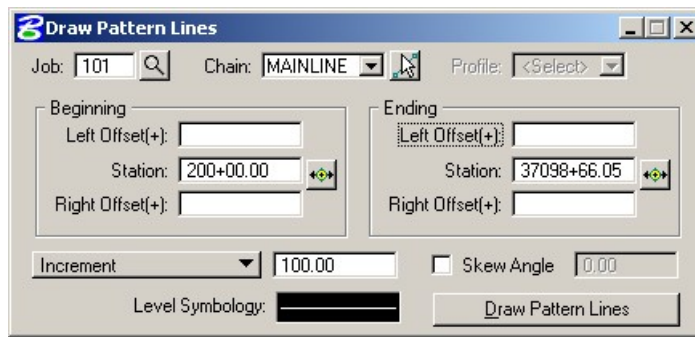 Draw Pattern Lines
Job: 101 Chain: MAINLINE Profile: <Select>
Beginning Ending
Left Offset(+): Left Offset(+):
Station: 200+00.00 Station: 37098+66.05
Right Offset(+): Right Offset(+):
Increment 100.00 Skew Angle 0.00
Level Symbology: Draw Pattern Lines